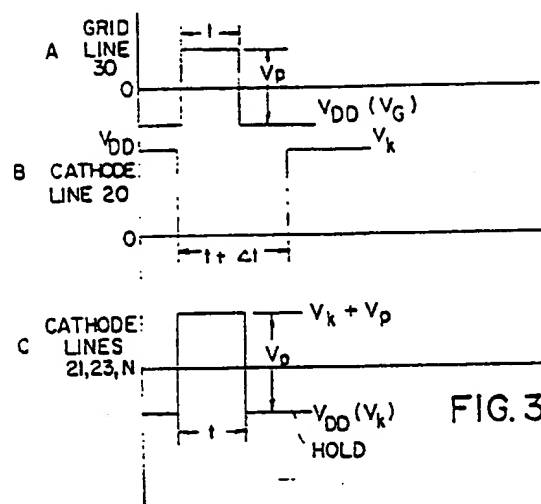 A GRID LINE 30
t
Vp
0
VDD (VG)
VDD
Vk
B CATHODE LINE 20
0
t + Δt
C CATHODE LINES 21,23,N
Vk + Vp
Vp
VDD (Vk)
HOLD
t
FIG. 3